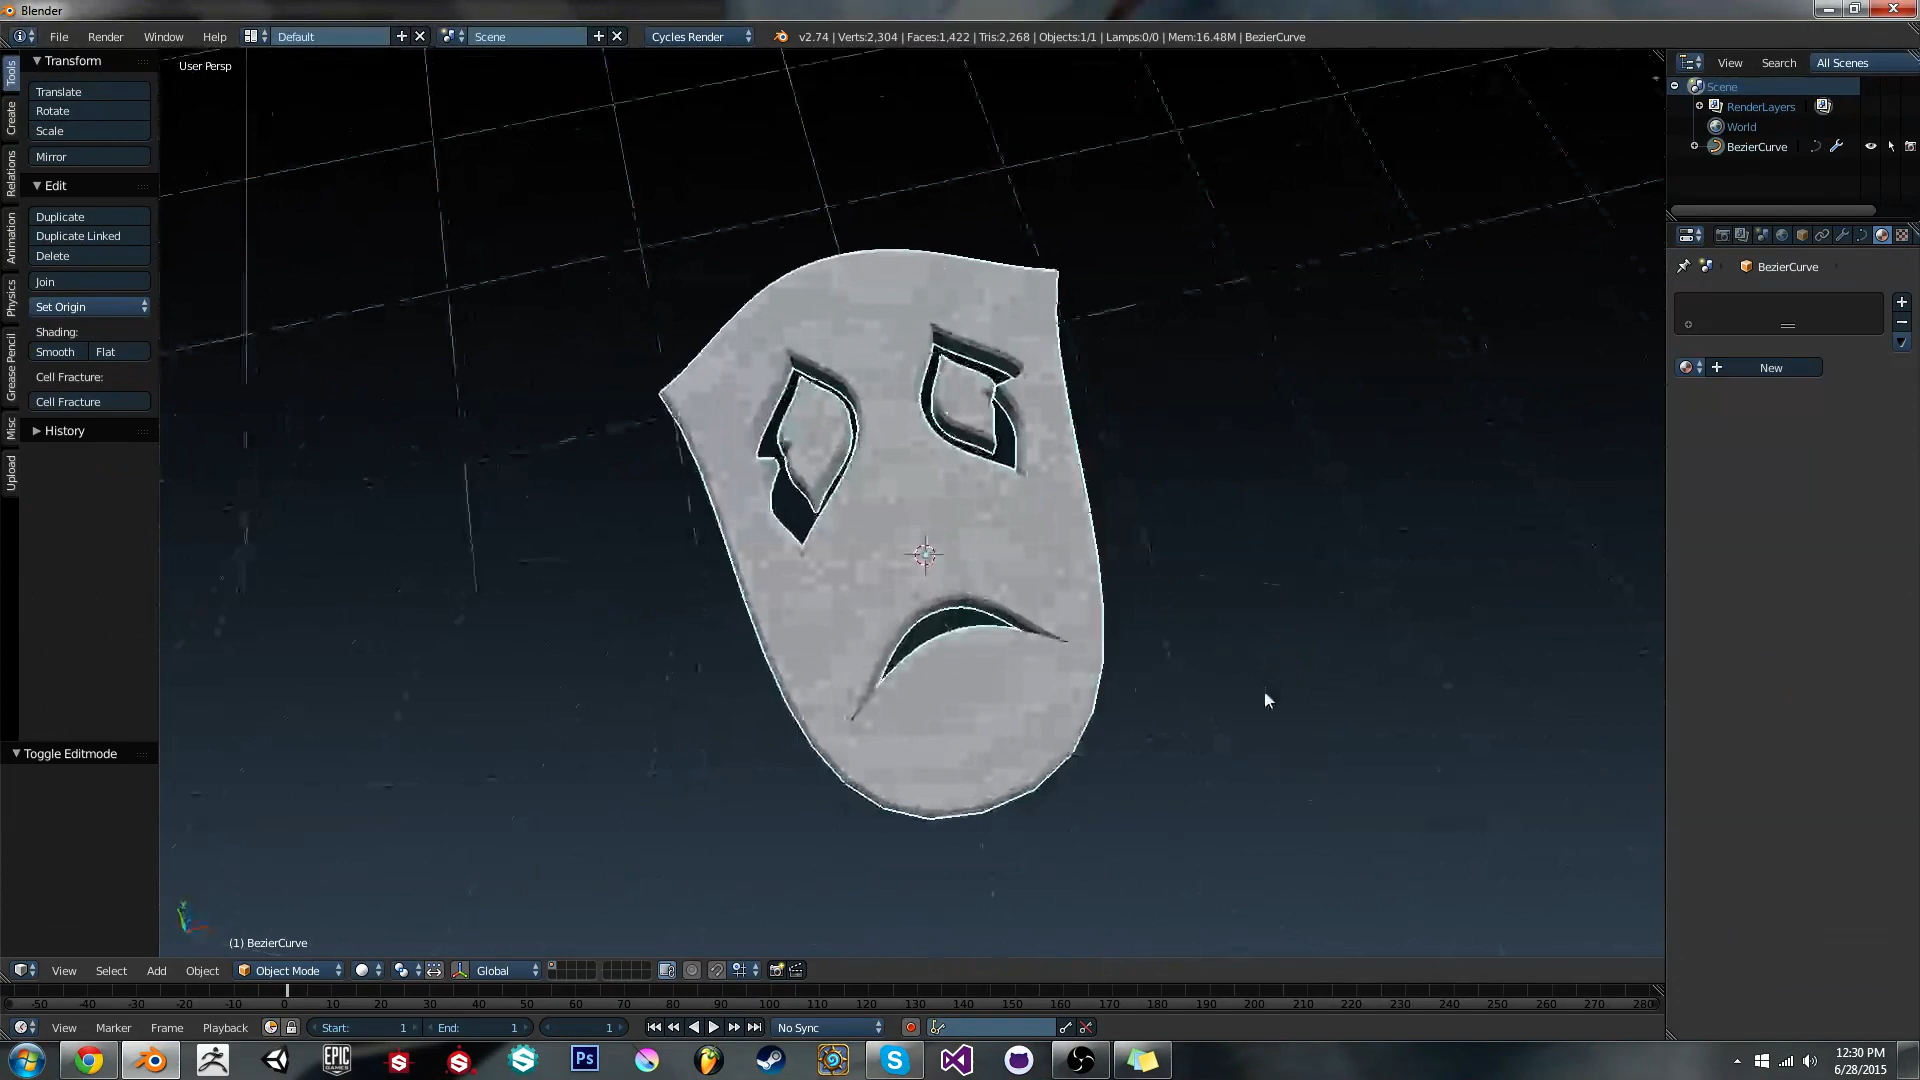 Blender
File Render Window Help Default Scene Cycles Render v2.74 | Verts:2,304 | Faces:1,422 | Tris:2,268 | Objects:1/1 | Lamps:0/0 | Mem:16.48M | BezierCurve
Tools
Create
Relations
Animation
Physics
Grease Pencil
Misc
Upload
Transform
Translate
Rotate
Scale
Mirror
Edit
Duplicate
Duplicate Linked
Delete
Join
Set Origin
Shading:
Smooth Flat
Cell Fracture:
Cell Fracture
History
Toggle Editmode
User Persp
(1) BezierCurve
View Search All Scenes
Scene
RenderLayers
World
BezierCurve
BezierCurve
New
View Select Add Object Object Mode Global
-50 -40 -30 -20 -10 0 10 20 30 40 50 60 70 80 90 100 110 120 130 140 150 160 170 180 190 200 210 220 230 240 250 260 270 280
View Marker Frame Playback Start: 1 End: 1 1 No Sync
EPIC GAMES
Ps
12:30 PM
6/28/2015